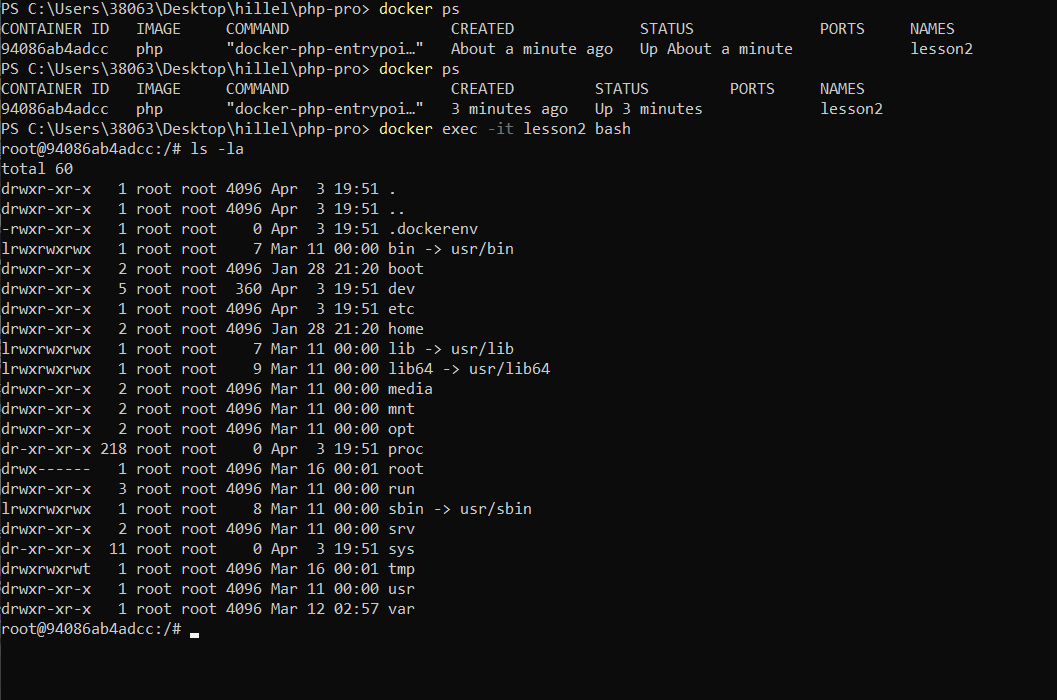 PS C:\Users\38063\Desktop\hillel\php-pro> docker ps
CONTAINER ID   IMAGE     COMMAND                  CREATED              STATUS              PORTS     NAMES
94086ab4adcc   php       "docker-php-entrypoi…"   About a minute ago   Up About a minute             lesson2
PS C:\Users\38063\Desktop\hillel\php-pro> docker ps
CONTAINER ID   IMAGE     COMMAND                  CREATED         STATUS         PORTS     NAMES
94086ab4adcc   php       "docker-php-entrypoi…"   3 minutes ago   Up 3 minutes             lesson2
PS C:\Users\38063\Desktop\hillel\php-pro> docker exec -it lesson2 bash
root@94086ab4adcc:/# ls -la
total 60
drwxr-xr-x   1 root root 4096 Apr  3 19:51 .
drwxr-xr-x   1 root root 4096 Apr  3 19:51 ..
-rwxr-xr-x   1 root root    0 Apr  3 19:51 .dockerenv
lrwxrwxrwx   1 root root    7 Mar 11 00:00 bin -> usr/bin
drwxr-xr-x   2 root root 4096 Jan 28 21:20 boot
drwxr-xr-x   5 root root  360 Apr  3 19:51 dev
drwxr-xr-x   1 root root 4096 Apr  3 19:51 etc
drwxr-xr-x   2 root root 4096 Jan 28 21:20 home
lrwxrwxrwx   1 root root    7 Mar 11 00:00 lib -> usr/lib
lrwxrwxrwx   1 root root    9 Mar 11 00:00 lib64 -> usr/lib64
drwxr-xr-x   2 root root 4096 Mar 11 00:00 media
drwxr-xr-x   2 root root 4096 Mar 11 00:00 mnt
drwxr-xr-x   2 root root 4096 Mar 11 00:00 opt
dr-xr-xr-x 218 root root    0 Apr  3 19:51 proc
drwx------   1 root root 4096 Mar 16 00:01 root
drwxr-xr-x   3 root root 4096 Mar 11 00:00 run
lrwxrwxrwx   1 root root    8 Mar 11 00:00 sbin -> usr/sbin
drwxr-xr-x   2 root root 4096 Mar 11 00:00 srv
dr-xr-xr-x  11 root root    0 Apr  3 19:51 sys
drwxrwxrwt   1 root root 4096 Mar 16 00:01 tmp
drwxr-xr-x   1 root root 4096 Mar 11 00:00 usr
drwxr-xr-x   1 root root 4096 Mar 12 02:57 var
root@94086ab4adcc:/#